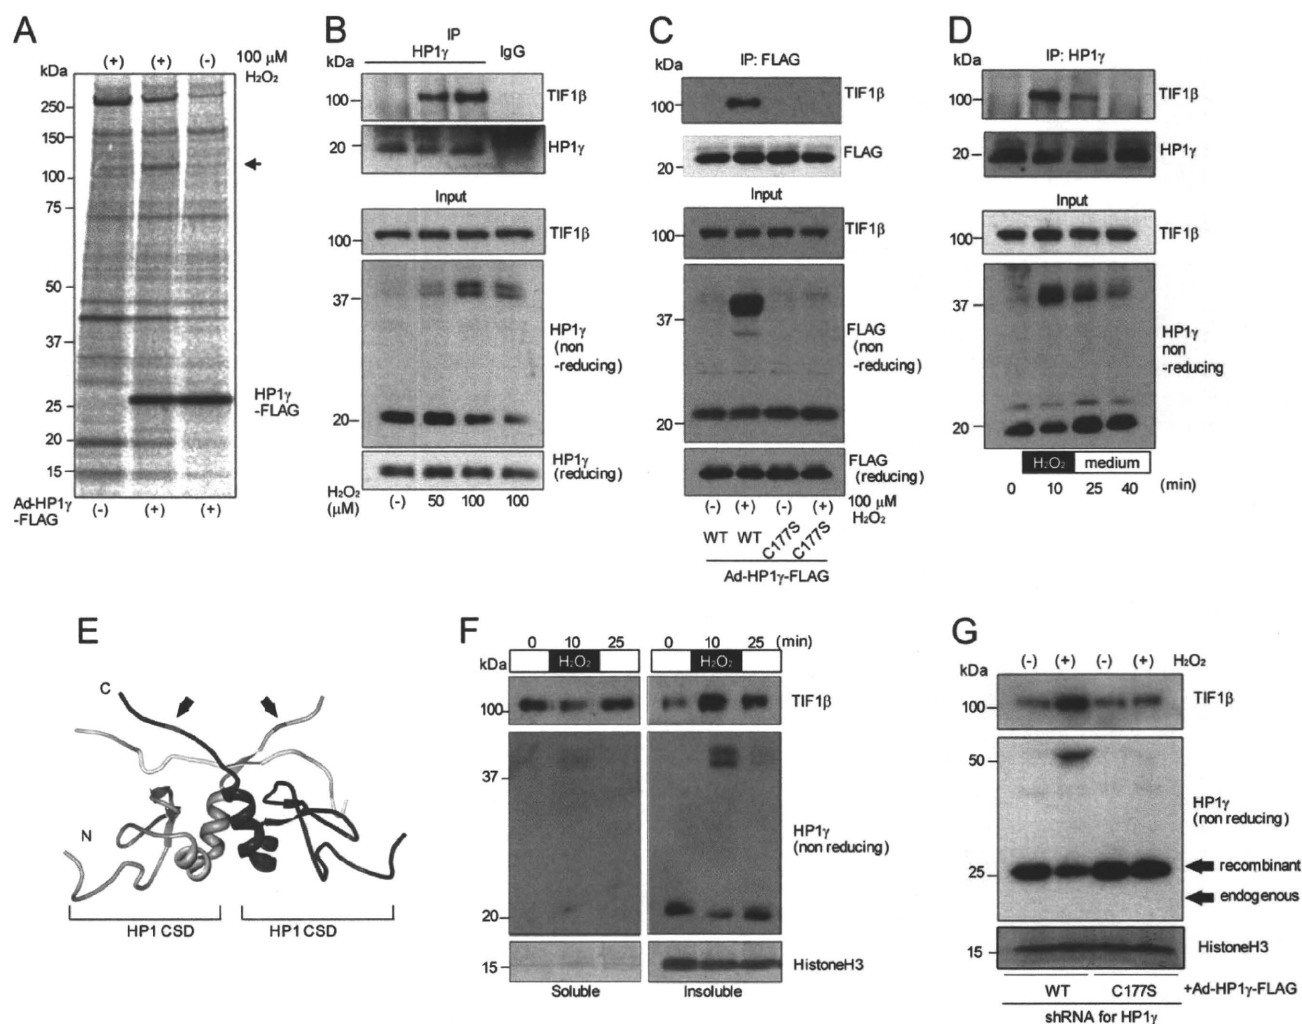 A
kDa
(+) (+) (-) 100 μM
H₂O₂
250
150
100
75
50
37
25
20
15
HP1γ
-FLAG
Ad-HP1γ
-FLAG
(-) (+) (+)
B
IP
HP1γ IgG
kDa
100 TIF1β
20 HP1γ
Input
100 TIF1β
37
HP1γ
(non
-reducing)
20
HP1γ
(reducing)
H₂O₂
(μM)
(-) 50 100 100
C
IP: FLAG
kDa
100 TIF1β
FLAG
20
Input
100 TIF1β
37
FLAG
(non
-reducing)
20
FLAG
(reducing)
(-) (+) (-) (+) 100 μM
H₂O₂
WT WT C177S C177S
Ad-HP1γ-FLAG
D
IP: HP1γ
kDa
100 TIF1β
20 HP1γ
Input
100 TIF1β
37
HP1γ
non
-reducing
20
H₂O₂ medium
0 10 25 40 (min)
E
C
N
HP1 CSD HP1 CSD
F
0 10 25 0 10 25 (min)
kDa H₂O₂ H₂O₂
100 TIF1β
37
HP1γ
(non reducing)
20
15 HistoneH3
Soluble Insoluble
G
(-) (+) (-) (+) H₂O₂
kDa
100 TIF1β
50
HP1γ
(non reducing)
25 recombinant
endogenous
15 HistoneH3
WT C177S +Ad-HP1γ-FLAG
shRNA for HP1γ